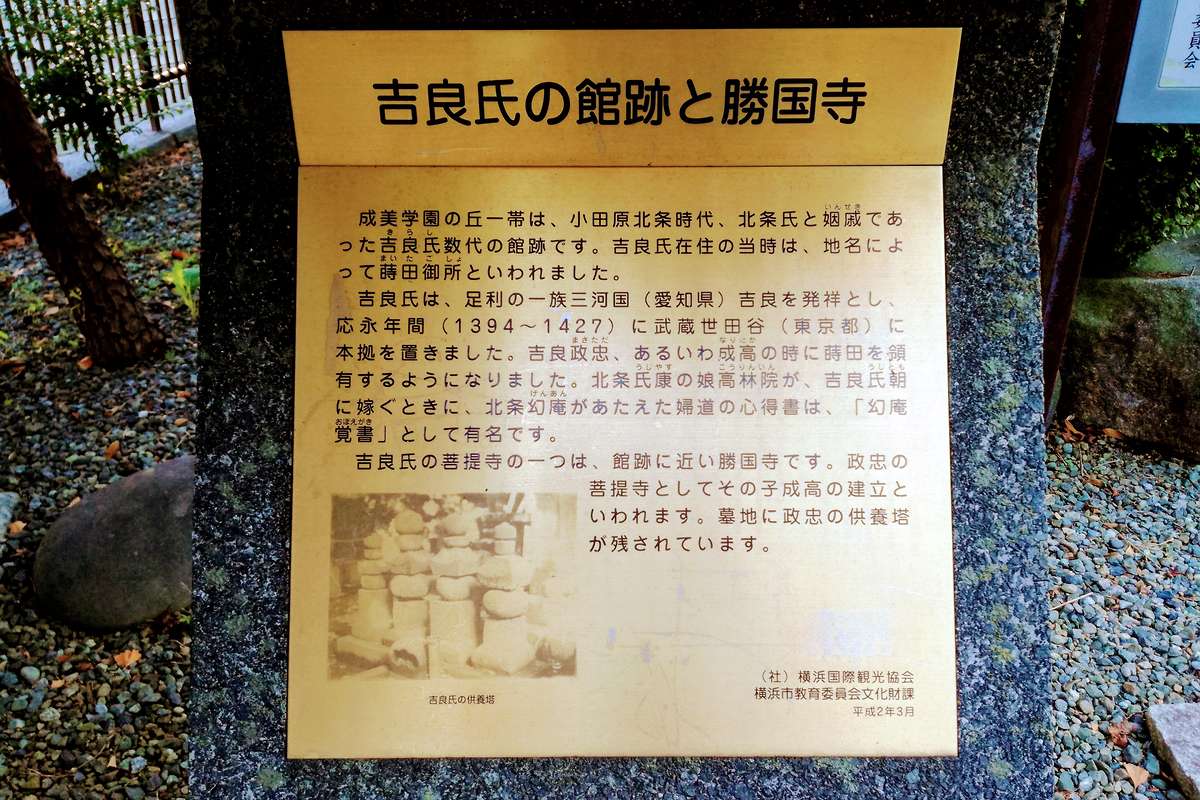 吉良氏の館跡と勝国寺
成美学園の丘一帯は、小田原北条時代、北条氏と姻戚であ
った吉良氏数代の館跡です。吉良氏在住の当時は、地名によ
って蒔田御所といわれました。
吉良氏は、足利の一族三河国（愛知県）吉良を発祥とし、
応永年間（1394～1427）に武蔵世田谷（東京都）に
本拠を置きました。吉良政忠、あるいわ成高の時に蒔田を領
有するようになりました。北条氏康の娘高林院が、吉良氏朝
に嫁ぐときに、北条幻庵があたえた婦道の心得書は、「幻庵
覚書」として有名です。
吉良氏の菩提寺の一つは、館跡に近い勝国寺です。政忠の
菩提寺としてその子成高の建立と
いわれます。墓地に政忠の供養塔
が残されています。
吉良氏の供養塔
（社）横浜国際観光協会
横浜市教育委員会文化財課
平成2年3月
員会